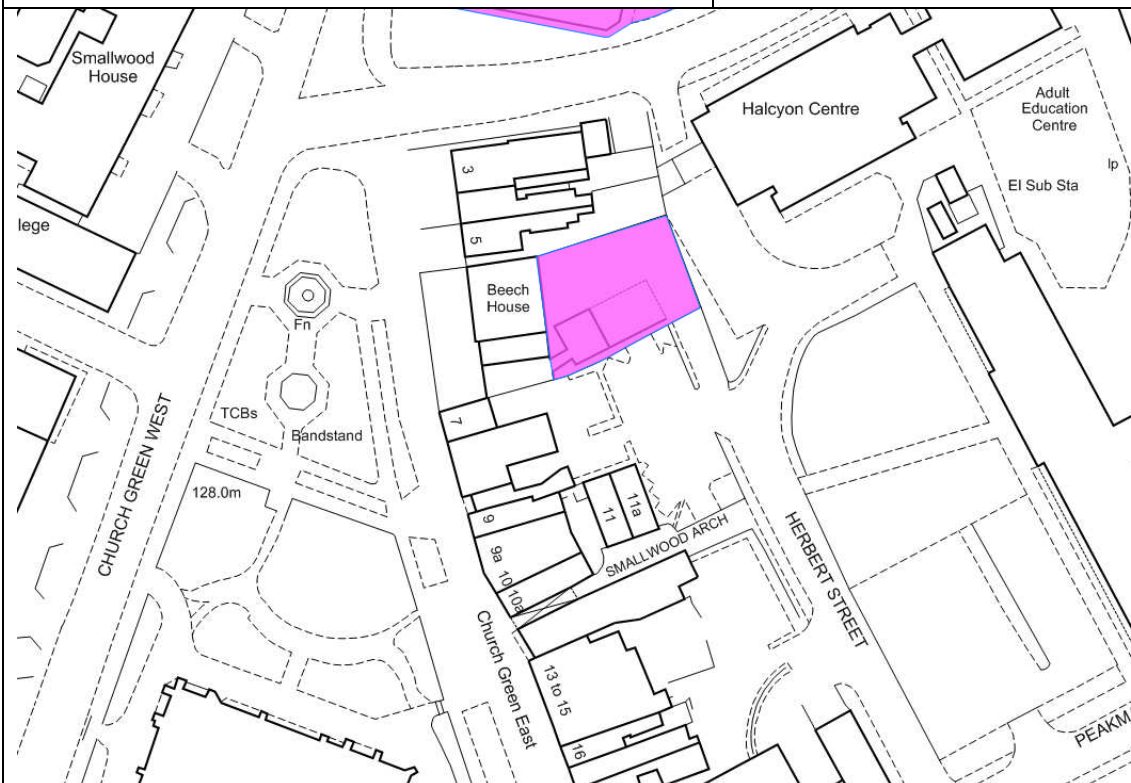 Smallwood
House
Halcyon Centre
Adult
Education
Centre
lp
El Sub Sta
3
lege
5
Beech
House
Fn
TCBs
Bandstand
7
CHURCH GREEN WEST
128.0m
9
11
11a
9a
10
10a
SMALLWOOD ARCH
HERBERT STREET
Church Green East
13 to 15
16
PEAKM